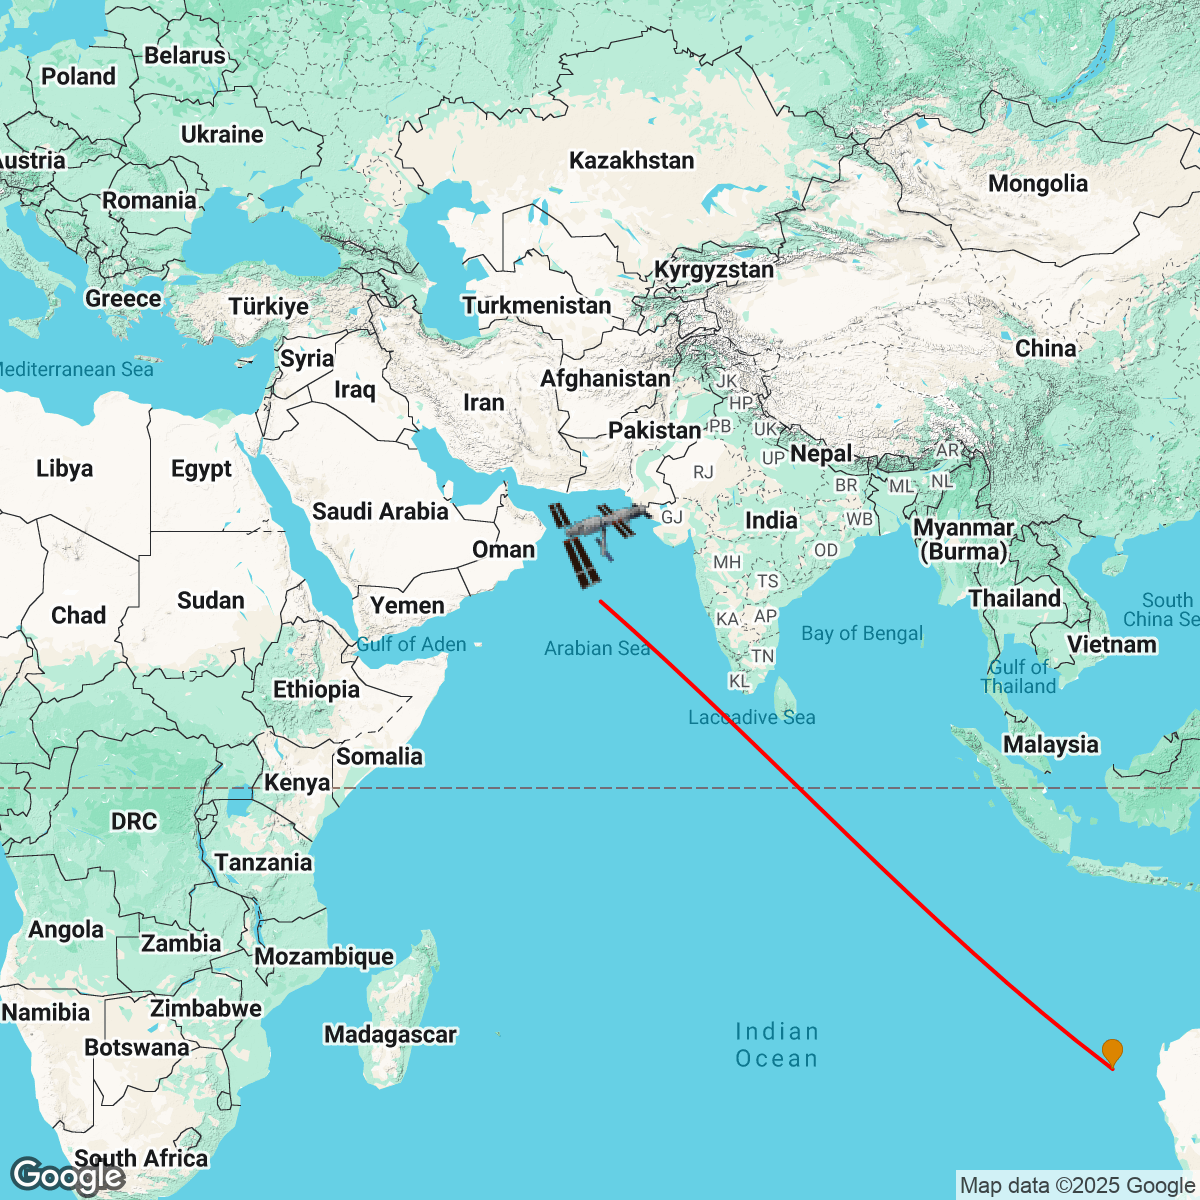 Belarus
Poland
Ukraine
Austria
Kazakhstan
Mongolia
Romania
Kyrgyzstan
Greece
Türkiye
Turkmenistan
China
Syria
Mediterranean Sea
Afghanistan
JK
Iraq
Iran
HP
Pakistan
PB
UK
Nepal
AR
UP
Libya
Egypt
RJ
BR
ML
NL
Saudi Arabia
GJ
India
WB
Myanmar
(Burma)
Oman
OD
MH
TS
Thailand
South
China Se
Chad
Sudan
Yemen
KA
AP
Bay of Bengal
Gulf of Aden
Arabian Sea
Vietnam
TN
Gulf of
Thailand
KL
Ethiopia
Laccadive Sea
Malaysia
Somalia
Kenya
DRC
Tanzania
Angola
Zambia
Mozambique
Namibia
Zimbabwe
Madagascar
Indian
Ocean
Botswana
South Africa
Google
Map data ©2025 Google